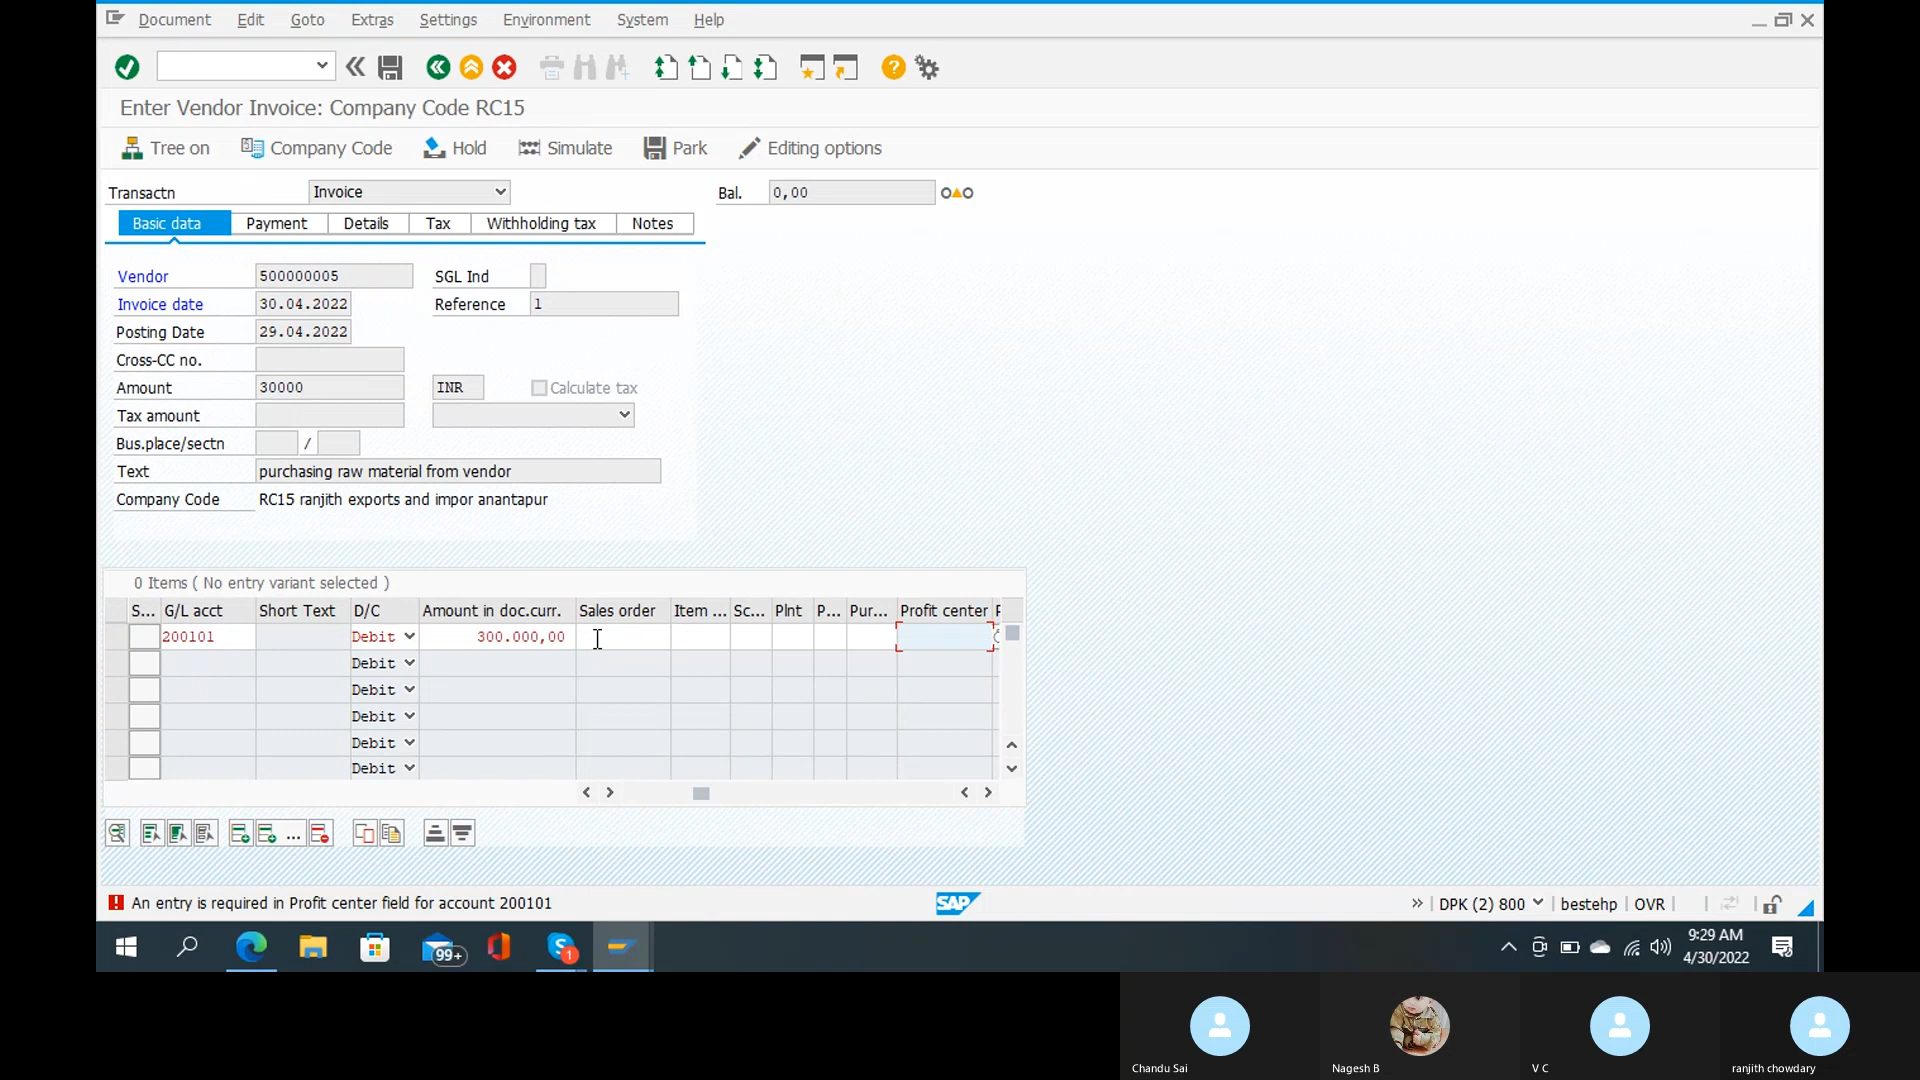 Document Edit Goto Extras Settings Environment System Help
Enter Vendor Invoice: Company Code RC15
Tree on Company Code Hold Simulate Park Editing options
Transactn Invoice Bal. 0,00
Basic data Payment Details Tax Withholding tax Notes
Vendor 500000005 SGL Ind
Invoice date 30.04.2022 Reference 1
Posting Date 29.04.2022
Cross-CC no.
Amount 30000 INR Calculate tax
Tax amount
Bus.place/sectn /
Text purchasing raw material from vendor
Company Code RC15 ranjith exports and impor anantapur
0 Items ( No entry variant selected )
S... G/L acct Short Text D/C Amount in doc.curr. Sales order Item ... Sc... Plnt P... Pur... Profit center
200101 Debit 300.000,00
Debit
Debit
Debit
Debit
Debit
...
An entry is required in Profit center field for account 200101 SAP DPK (2) 800 bestehp OVR
99+ 1 9:29 AM
4/30/2022
Chandu Sai Nagesh B V C ranjith chowdary